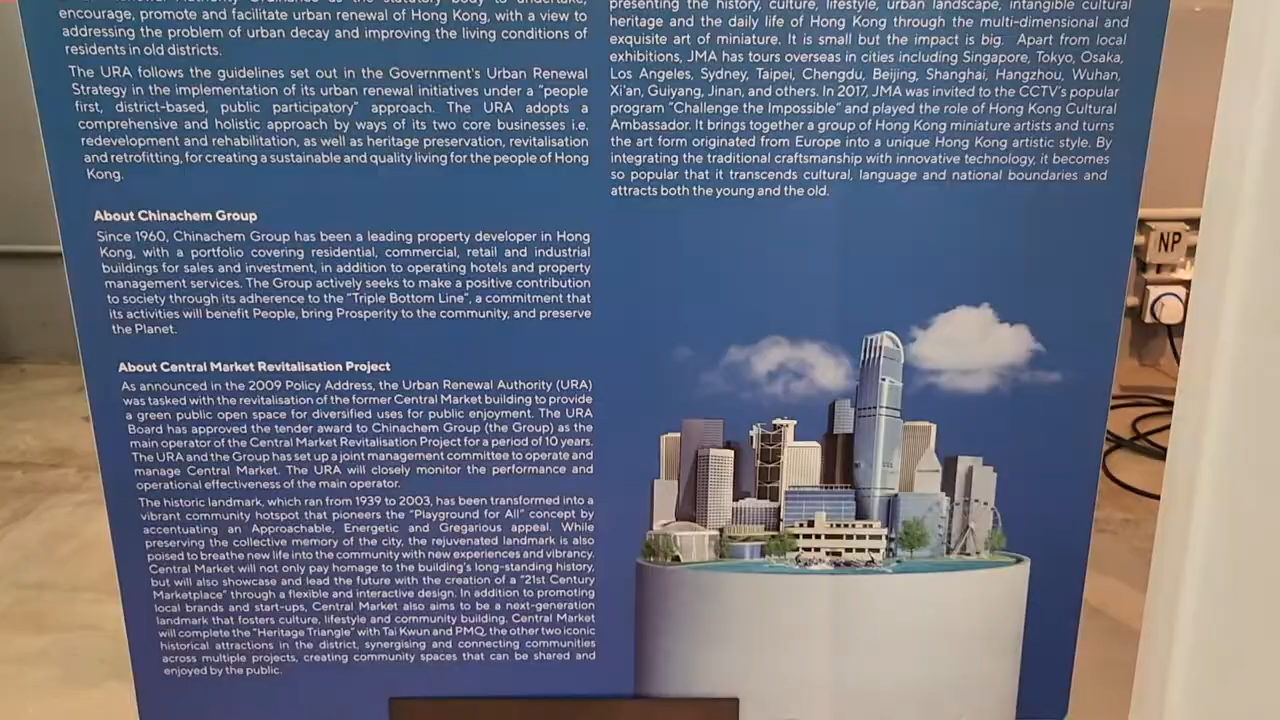 encourage, promote and facilitate urban renewal of Hong Kong, with a view to
addressing the problem of urban decay and improving the living conditions of
residents in old districts.
The URA follows the guidelines set out in the Government's Urban Renewal
Strategy in the implementation of its urban renewal initiatives under a "people
first, district-based, public participatory" approach. The URA adopts a
comprehensive and holistic approach by ways of its two core businesses i.e.
redevelopment and rehabilitation, as well as heritage preservation, revitalisation
and retrofitting, for creating a sustainable and quality living for the people of Hong
Kong.
About Chinachem Group
Since 1960, Chinachem Group has been a leading property developer in Hong
Kong, with a portfolio covering residential, commercial, retail and industrial
buildings for sales and investment, in addition to operating hotels and property
management services. The Group actively seeks to make a positive contribution
to society through its adherence to the "Triple Bottom Line", a commitment that
its activities will benefit People, bring Prosperity to the community, and preserve
the Planet.
About Central Market Revitalisation Project
As announced in the 2009 Policy Address, the Urban Renewal Authority (URA)
was tasked with the revitalisation of the former Central Market building to provide
a green public open space for diversified uses for public enjoyment. The URA
Board has approved the tender award to Chinachem Group (the Group) as the
main operator of the Central Market Revitalisation Project for a period of 10 years.
The URA and the Group has set up a joint management committee to operate and
manage Central Market. The URA will closely monitor the performance and
operational effectiveness of the main operator.
The historic landmark, which ran from 1939 to 2003, has been transformed into a
vibrant community hotspot that pioneers the "Playground for All" concept by
accentuating an Approachable, Energetic and Gregarious appeal. While
preserving the collective memory of the city, the rejuvenated landmark is also
poised to breathe new life into the community with new experiences and vibrancy.
Central Market will not only pay homage to the building's long-standing history,
but will also showcase and lead the future with the creation of a "21st Century
Marketplace" through a flexible and interactive design. In addition to promoting
local brands and start-ups, Central Market also aims to be a next-generation
landmark that fosters culture, lifestyle and community building. Central Market
will complete the "Heritage Triangle" with Tai Kwun and PMQ, the other two iconic
historical attractions in the district, synergising and connecting communities
across multiple projects, creating community spaces that can be shared and
enjoyed by the public.
presenting the history, culture, lifestyle, urban landscape, intangible cultural
heritage and the daily life of Hong Kong through the multi-dimensional and
exquisite art of miniature. It is small but the impact is big. Apart from local
exhibitions, JMA has tours overseas in cities including Singapore, Tokyo, Osaka,
Los Angeles, Sydney, Taipei, Chengdu, Beijing, Shanghai, Hangzhou, Wuhan,
Xi'an, Guiyang, Jinan, and others. In 2017, JMA was invited to the CCTV's popular
program "Challenge the Impossible" and played the role of Hong Kong Cultural
Ambassador. It brings together a group of Hong Kong miniature artists and turns
the art form originated from Europe into a unique Hong Kong artistic style. By
integrating the traditional craftsmanship with innovative technology, it becomes
so popular that it transcends cultural, language and national boundaries and
attracts both the young and the old.
NP